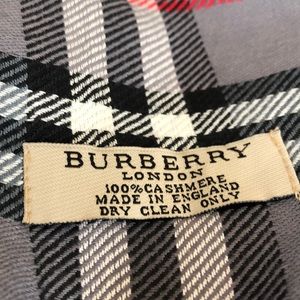 BURBERRY
LONDON
100%CASHMERE
MADE IN ENGLAND
DRY CLEAN ONLY